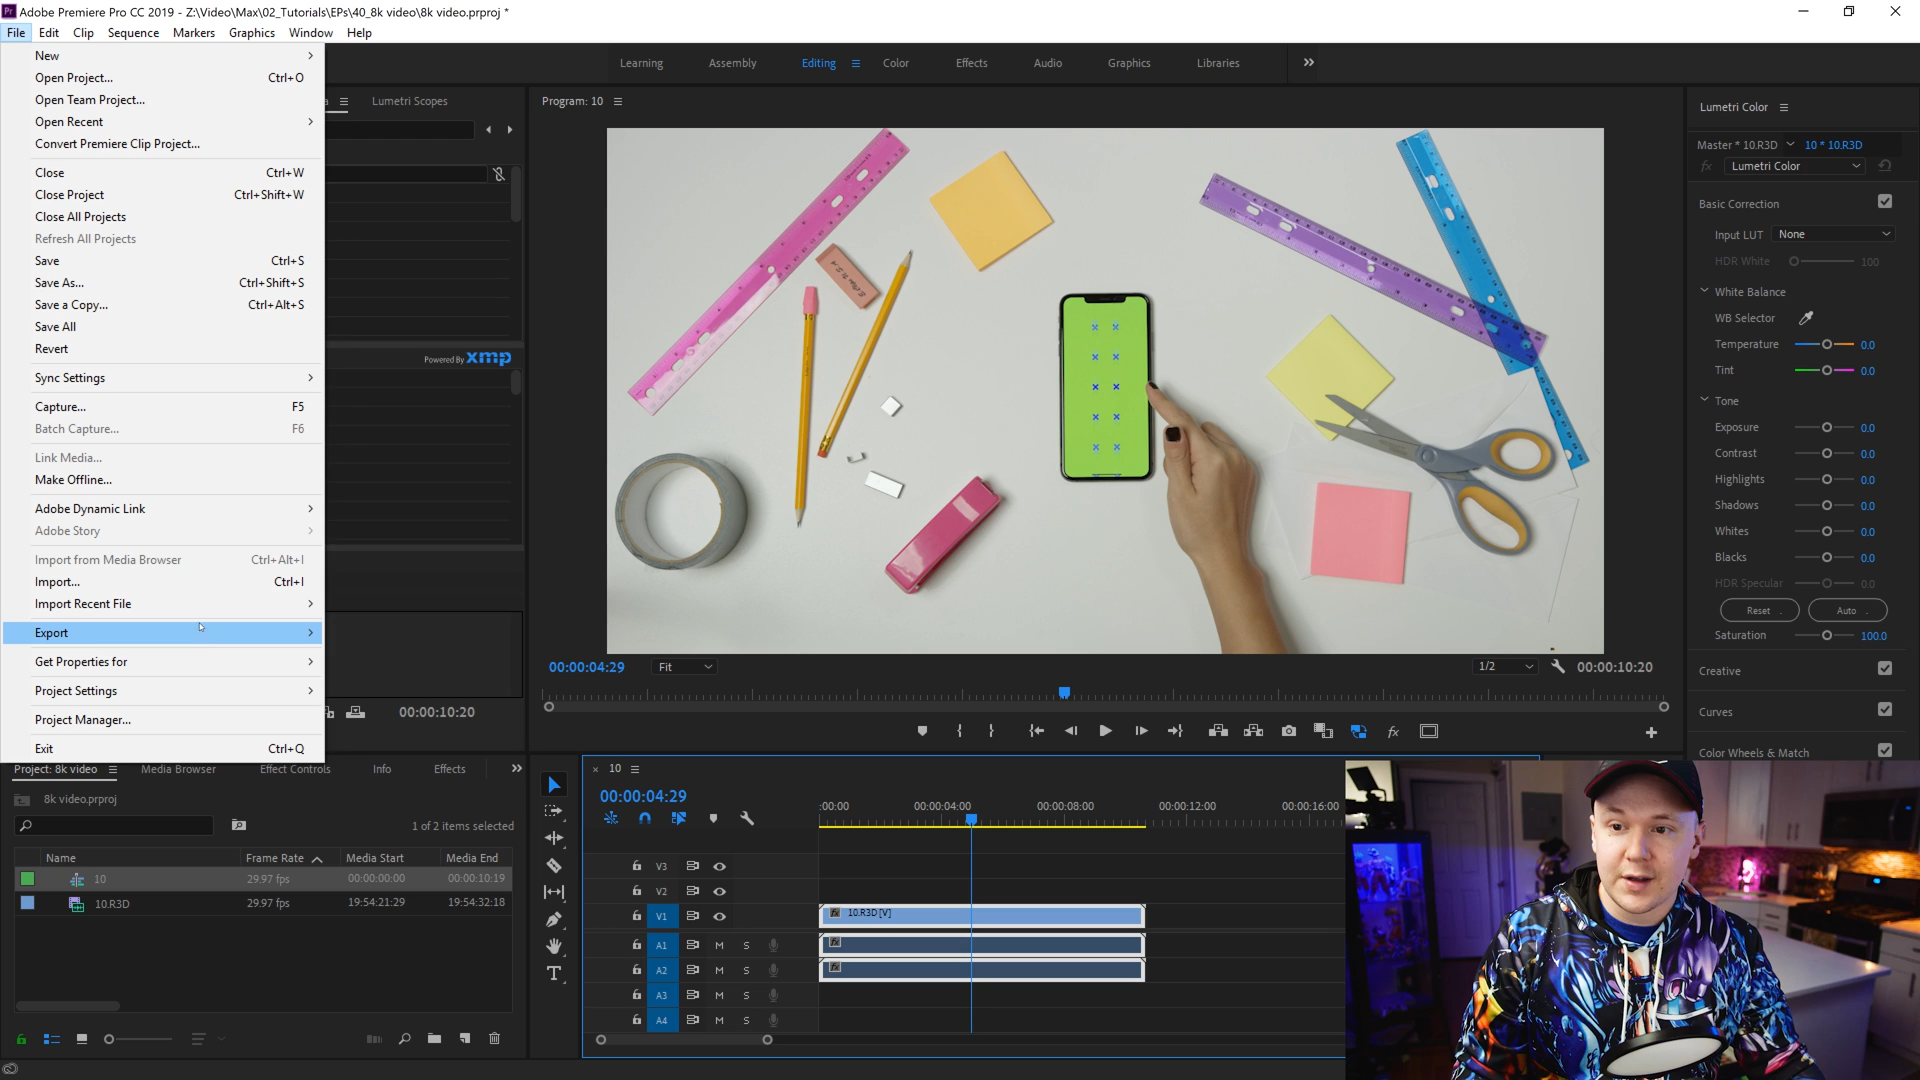 Adobe Premiere Pro CC 2019 - Z:\Video\Max\02_Tutorials\EPs\40_8k video\8k video.prproj *
File Edit Clip Sequence Markers Graphics Window Help
New
Open Project... Ctrl+O
Open Team Project...
Open Recent
Convert Premiere Clip Project...
Close Ctrl+W
Close Project Ctrl+Shift+W
Close All Projects
Refresh All Projects
Save Ctrl+S
Save As... Ctrl+Shift+S
Save a Copy... Ctrl+Alt+S
Save All
Revert
Sync Settings
Capture... F5
Batch Capture... F6
Link Media...
Make Offline...
Adobe Dynamic Link
Adobe Story
Import from Media Browser Ctrl+Alt+I
Import... Ctrl+I
Import Recent File
Export
Get Properties for
Project Settings
Project Manager...
Exit Ctrl+Q
Learning Assembly Editing Color Effects Audio Graphics Libraries
Lumetri Scopes
Powered By xmp
00:00:10:20
Program: 10
00:00:04:29 Fit 1/2 00:00:10:20
Lumetri Color
Master * 10.R3D 10 * 10.R3D
fx Lumetri Color
Basic Correction
Input LUT None
HDR White 100
White Balance
WB Selector
Temperature 0.0
Tint 0.0
Tone
Exposure 0.0
Contrast 0.0
Highlights 0.0
Shadows 0.0
Whites 0.0
Blacks 0.0
HDR Specular 0.0
Reset Auto
Saturation 100.0
Creative
Curves
Color Wheels & Match
Project: 8k video Media Browser Effect Controls Info Effects
8k video.prproj
1 of 2 items selected
Name Frame Rate Media Start Media End
10 29.97 fps 00:00:00:00 00:00:10:19
10.R3D 29.97 fps 19:54:21:29 19:54:32:18
10
00:00:04:29
:00:00 00:00:04:00 00:00:08:00 00:00:12:00 00:00:16:00
V3
V2
V1 fx 10.R3D [V]
A1 M S fx
A2 M S fx
A3 M S
A4 M S